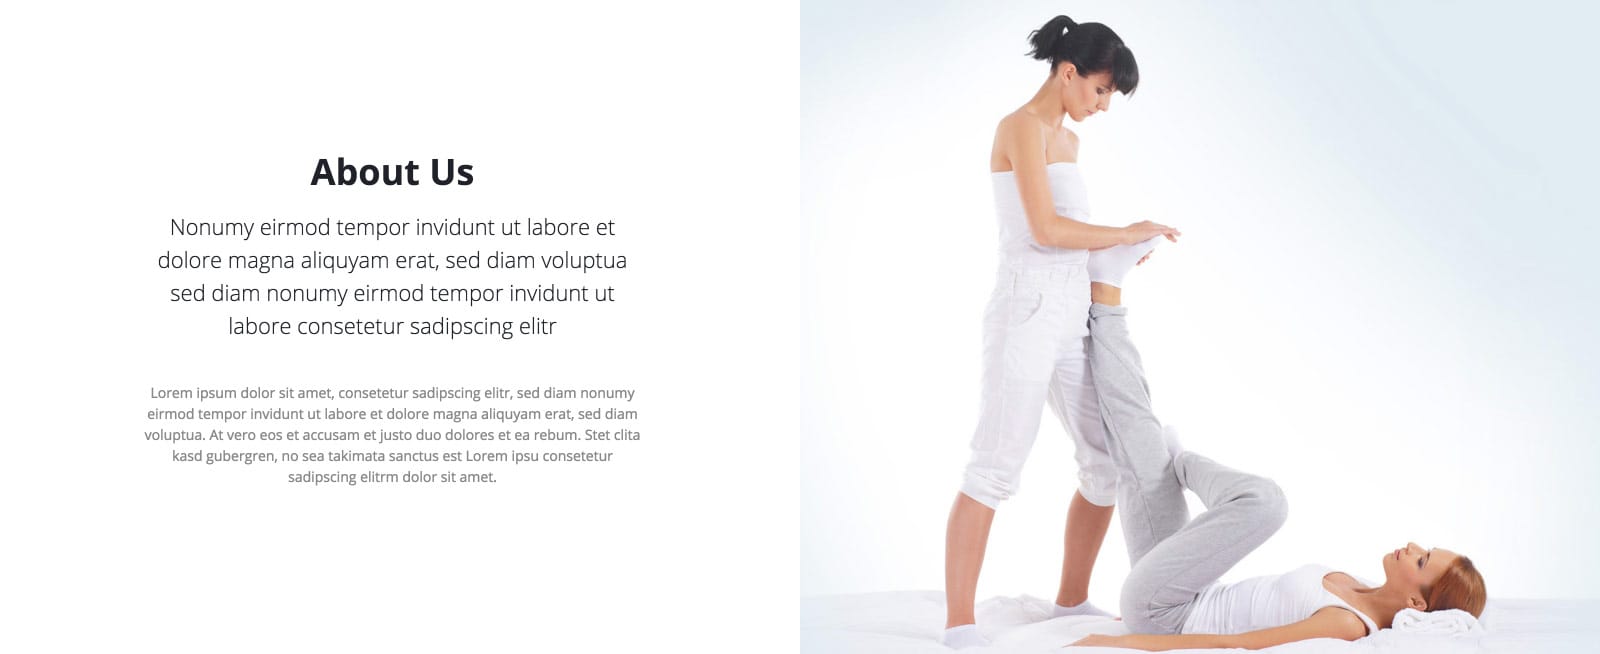 About Us
Nonumy eirmod tempor invidunt ut labore et
dolore magna aliquyam erat, sed diam voluptua
sed diam nonumy eirmod tempor invidunt ut
labore consetetur sadipscing elitr
Lorem ipsum dolor sit amet, consetetur sadipscing elitr, sed diam nonumy
eirmod tempor invidunt ut labore et dolore magna aliquyam erat, sed diam
voluptua. At vero eos et accusam et justo duo dolores et ea rebum. Stet clita
kasd gubergren, no sea takimata sanctus est Lorem ipsu consetetur
sadipscing elitrm dolor sit amet.